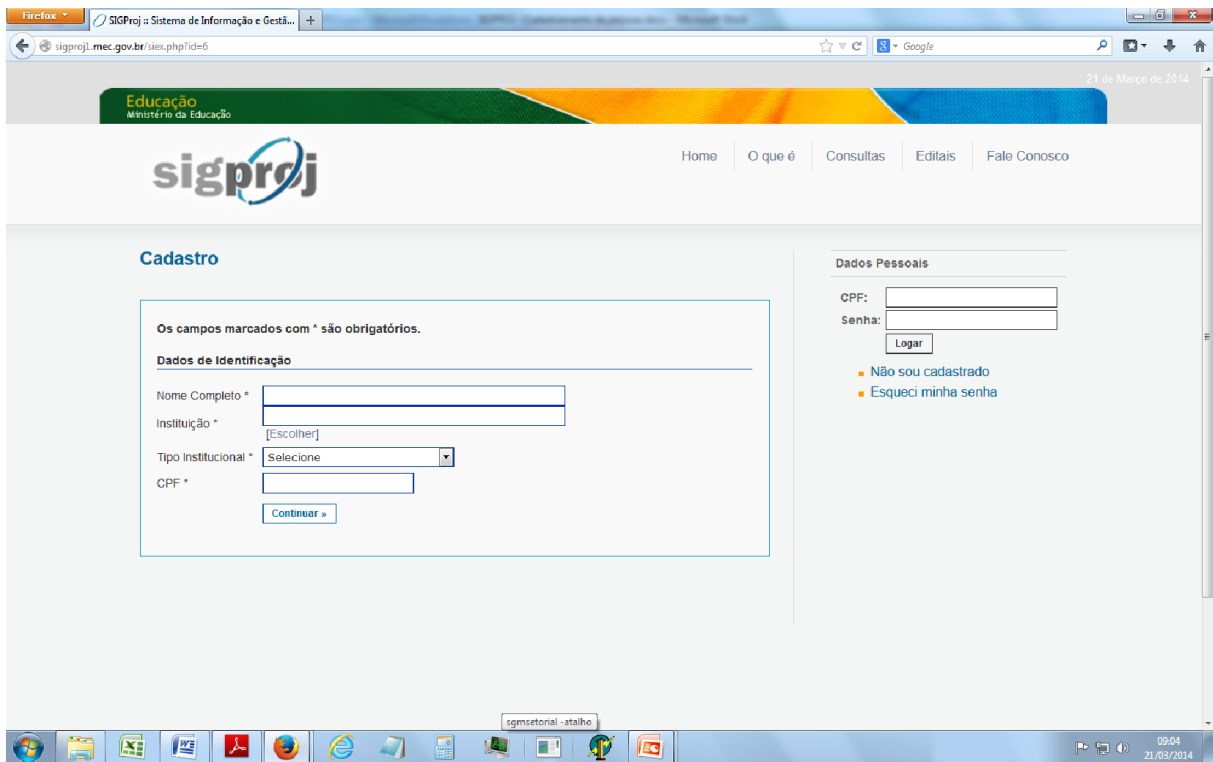 Firefox
SIGProj :: Sistema de Informação e Gestã...
sigproj1.mec.gov.br/siex.php?id=6
Google
21 de Março de 2014
Educação
Ministério da Educação
sigproj
Home O que é Consultas Editais Fale Conosco
Cadastro
Os campos marcados com * são obrigatórios.
Dados de Identificação
Nome Completo *
Instituição *
[Escolher]
Tipo Institucional * Selecione
CPF *
Continuar »
Dados Pessoais
CPF:
Senha:
Logar
Não sou cadastrado
Esqueci minha senha
sgmsetorial - atalho
09:04
21/03/2014